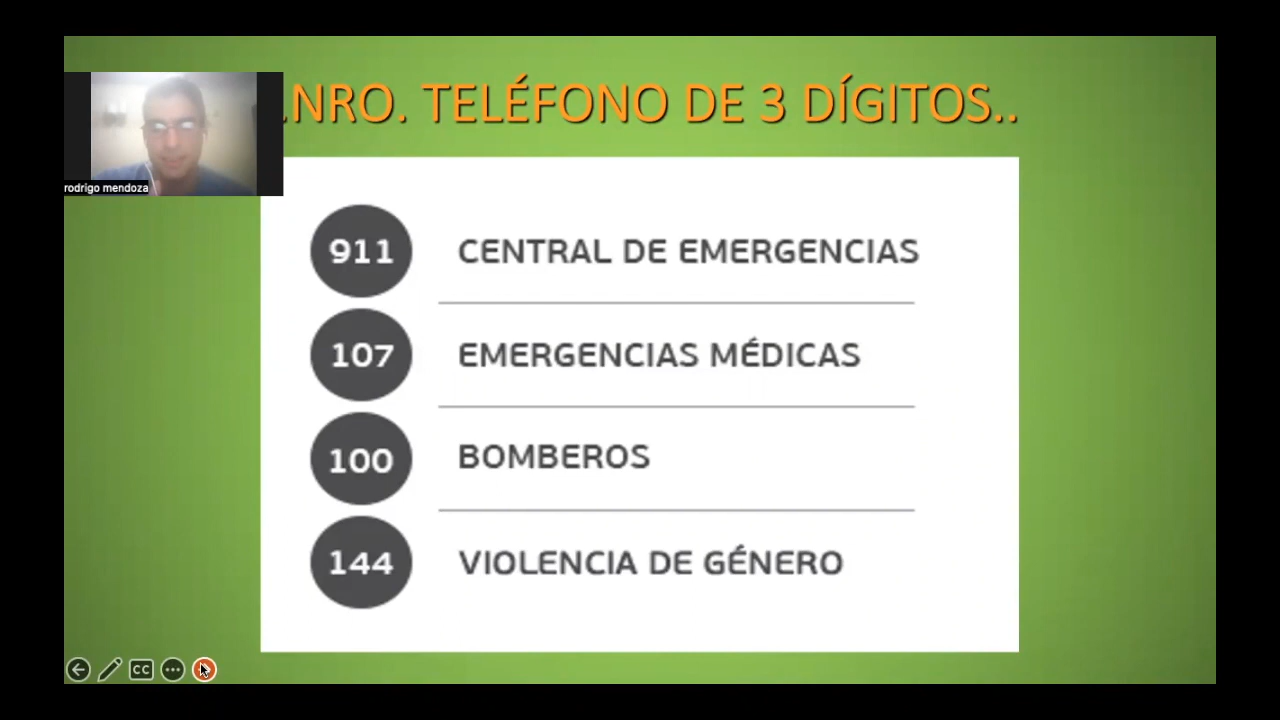 .NRO. TELÉFONO DE 3 DÍGITOS..
rodrigo mendoza
911 CENTRAL DE EMERGENCIAS
107 EMERGENCIAS MÉDICAS
100 BOMBEROS
144 VIOLENCIA DE GÉNERO
CC